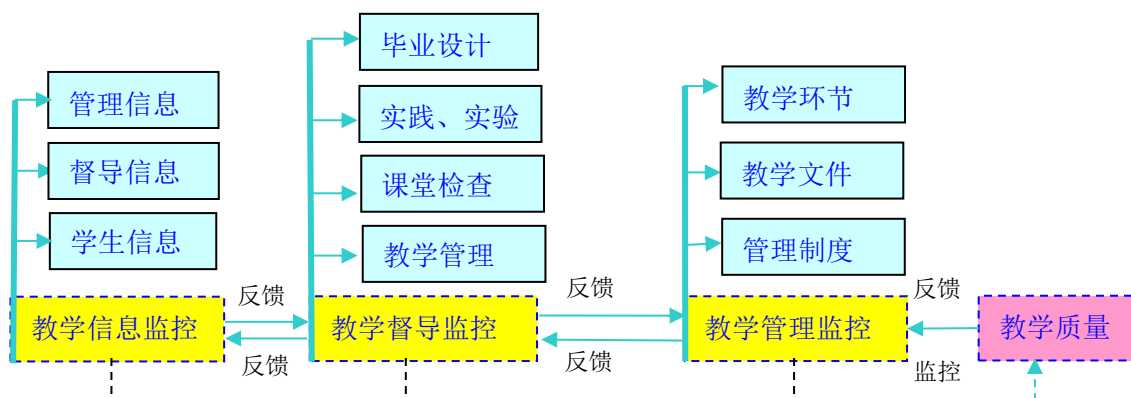 毕业设计
管理信息
教学环节
实践、实验
督导信息
教学文件
课堂检查
学生信息
教学管理
管理制度
反馈
反馈
反馈
教学信息监控
教学督导监控
教学管理监控
教学质量
反馈
反馈
监控